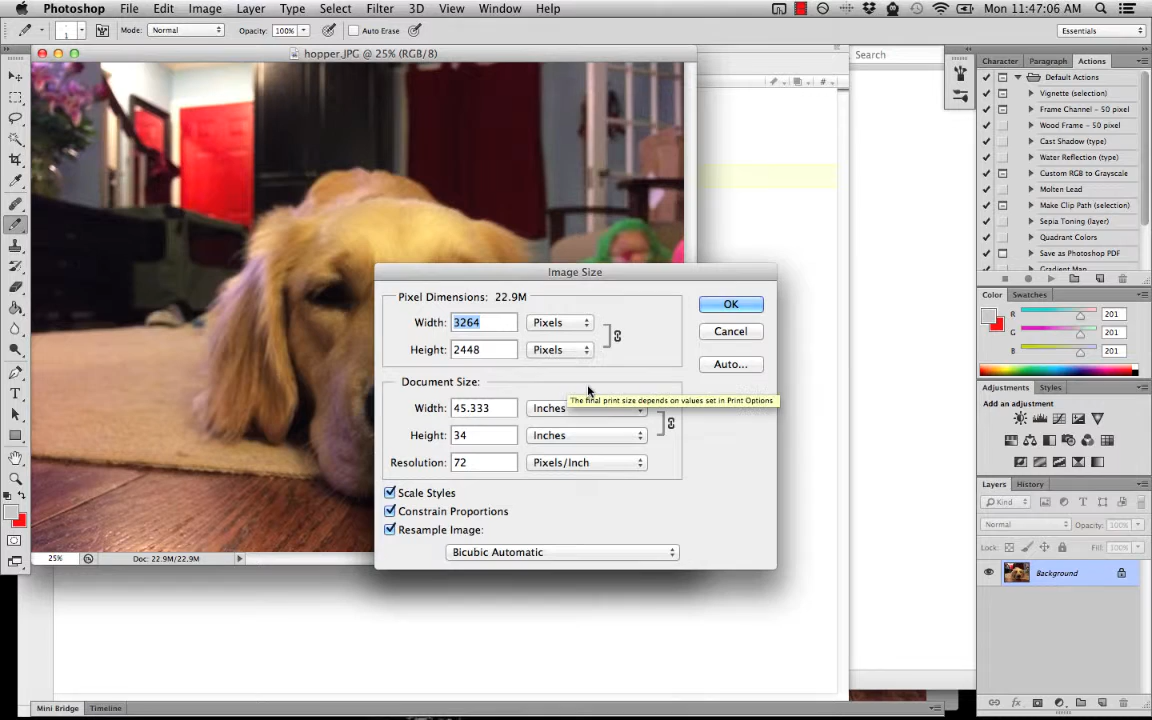 Photoshop File Edit Image Layer Type Select Filter 3D View Window Help Mon 11:47:06 AM
Mode: Normal Opacity: 100% Auto Erase Essentials
hopper.JPG @ 25% (RGB/8)
Search
Character Paragraph Actions
Default Actions
Vignette (selection)
Frame Channel - 50 pixel
Wood Frame - 50 pixel
Cast Shadow (type)
Water Reflection (type)
Custom RGB to Grayscale
Molten Lead
Make Clip Path (selection)
Sepia Toning (layer)
Quadrant Colors
Save as Photoshop PDF
Gradient Map
Color Swatches
R 201
G 201
B 201
Adjustments Styles
Add an adjustment
Layers History
Kind
Normal Opacity: 100%
Lock: Fill: 100%
Background
Image Size
Pixel Dimensions: 22.9M
Width: 3264 Pixels
Height: 2448 Pixels
OK
Cancel
Auto...
Document Size:
Width: 45.333 Inches
The final print size depends on values set in Print Options
Height: 34 Inches
Resolution: 72 Pixels/Inch
Scale Styles
Constrain Proportions
Resample Image:
Bicubic Automatic
25% Doc: 22.9M/22.9M
Mini Bridge Timeline